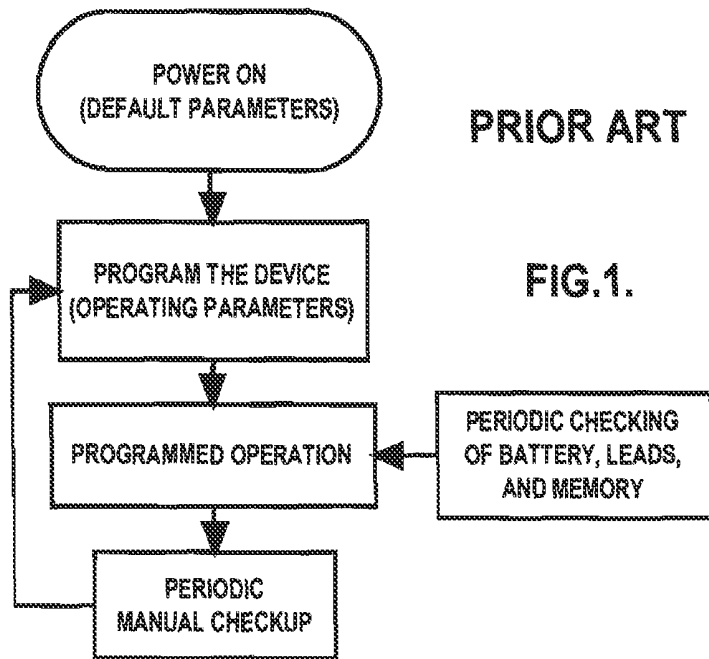 POWER ON
(DEFAULT PARAMETERS)
PRIOR ART
PROGRAM THE DEVICE
(OPERATING PARAMETERS)
FIG.1.
PROGRAMMED OPERATION
PERIODIC CHECKING
OF BATTERY, LEADS,
AND MEMORY
PERIODIC
MANUAL CHECKUP